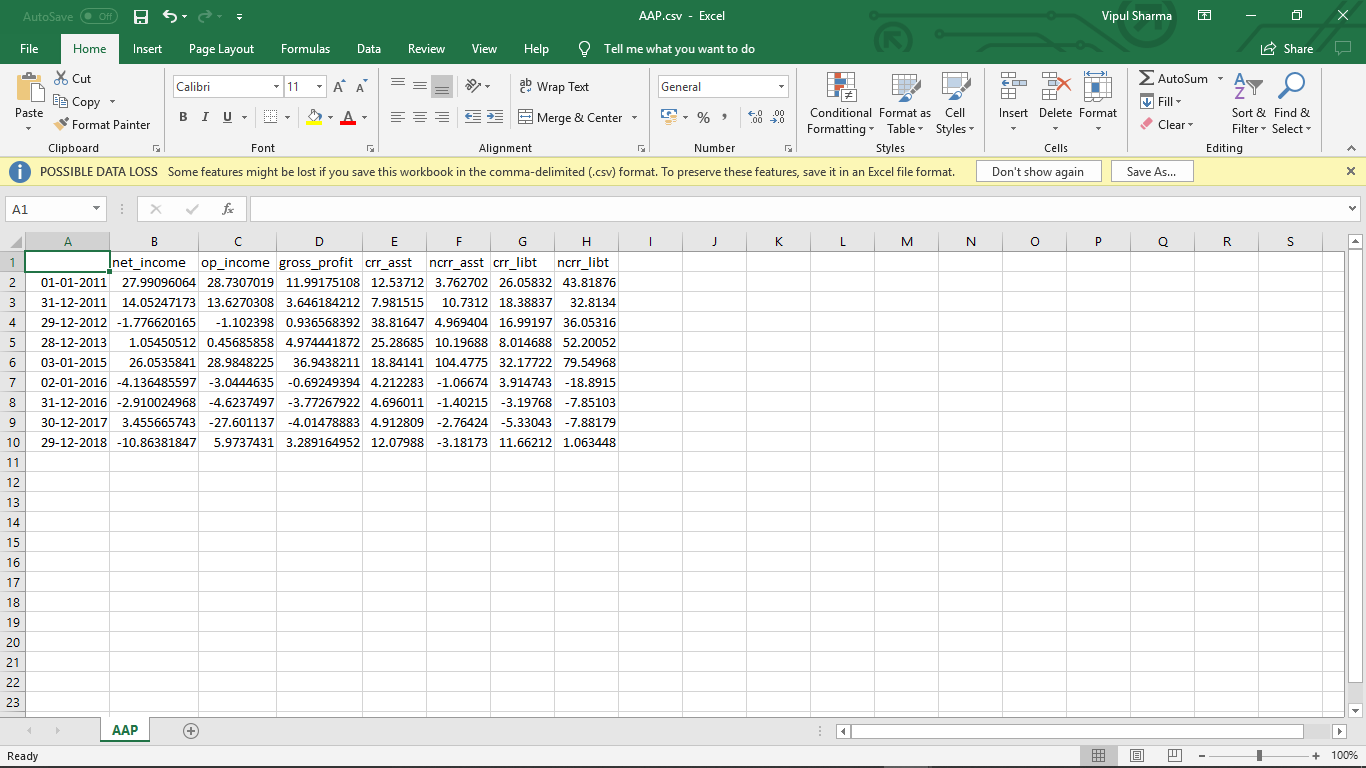 AutoSave Off AAP.csv - Excel Vipul Sharma
File Home Insert Page Layout Formulas Data Review View Help Tell me what you want to do Share
Paste Cut Copy Format Painter Clipboard
Calibri 11 A A B I U A Font
ab Wrap Text Merge & Center Alignment
General % , .00 .0 Number
Conditional Formatting Format as Table Cell Styles Styles
Insert Delete Format Cells
AutoSum Fill Clear Sort & Filter Find & Select Editing
POSSIBLE DATA LOSS Some features might be lost if you save this workbook in the comma-delimited (.csv) format. To preserve these features, save it in an Excel file format. Don't show again Save As...
A1 fx
A B C D E F G H I J K L M N O P Q R S
1 net_income op_income gross_profit crr_asst ncrr_asst crr_libt ncrr_libt
2 01-01-2011 27.99096064 28.7307019 11.99175108 12.53712 3.762702 26.05832 43.81876
3 31-12-2011 14.05247173 13.6270308 3.646184212 7.981515 10.7312 18.38837 32.8134
4 29-12-2012 -1.776620165 -1.102398 0.936568392 38.81647 4.969404 16.99197 36.05316
5 28-12-2013 1.05450512 0.45685858 4.974441872 25.28685 10.19688 8.014688 52.20052
6 03-01-2015 26.0535841 28.9848225 36.9438211 18.84141 104.4775 32.17722 79.54968
7 02-01-2016 -4.136485597 -3.0444635 -0.69249394 4.212283 -1.06674 3.914743 -18.8915
8 31-12-2016 -2.910024968 -4.6237497 -3.77267922 4.696011 -1.40215 -3.19768 -7.85103
9 30-12-2017 3.455665743 -27.601137 -4.01478883 4.912809 -2.76424 -5.33043 -7.88179
10 29-12-2018 -10.86381847 5.9737431 3.289164952 12.07988 -3.18173 11.66212 1.063448
11
12
13
14
15
16
17
18
19
20
21
22
23
AAP
Ready 100%